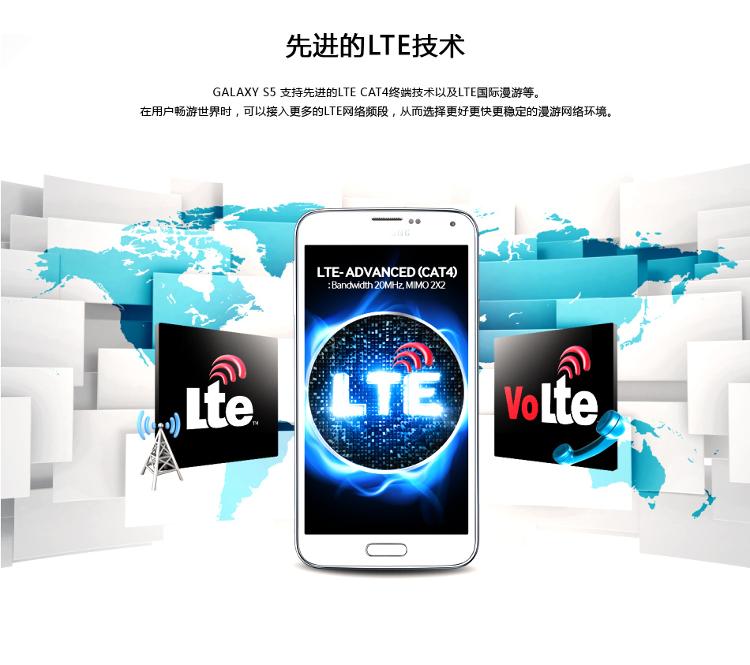 先进的LTE技术
GALAXY S5 支持先进的LTE CAT4终端技术以及LTE国际漫游等。
在用户畅游世界时，可以接入更多的LTE网络频段，从而选择更好更快更稳定的漫游网络环境。
LTE- ADVANCED (CAT4)
: Bandwidth 20MHz, MIMO 2X2
LTE
Lte™
VoLte